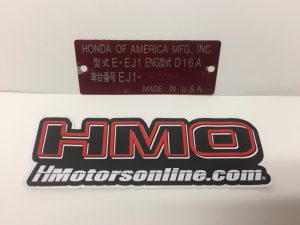 HONDA OF AMERICA MFG., INC.
型式 E-EJ1 ENG型式 D16A
車台番号 EJ1-
MADE IN U.S.A.
HMO
HMotorsonline.com®